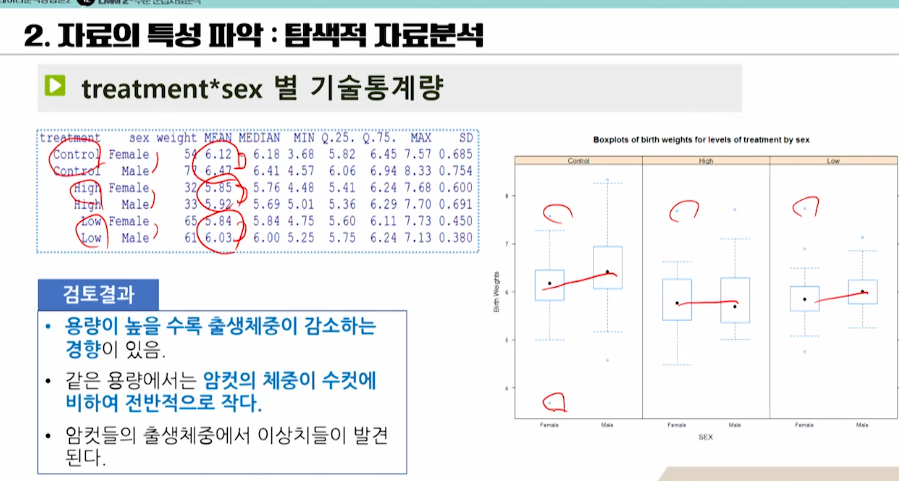 2. 자료의 특성 파악 : 탐색적 자료분석
treatment*sex 별 기술통계량
treatment sex weight MEAN MEDIAN MIN Q.25. Q.75. MAX SD
Control Female 54 6.12 6.18 3.68 5.82 6.45 7.57 0.685
Control Male 77 6.47 6.41 4.57 6.06 6.94 8.33 0.754
High Female 32 5.85 5.76 4.48 5.41 6.24 7.68 0.600
High Male 33 5.92 5.69 5.01 5.36 6.29 7.70 0.691
Low Female 65 5.84 5.84 4.75 5.60 6.11 7.73 0.450
Low Male 61 6.03 6.00 5.25 5.75 6.24 7.13 0.380
검토결과
• 용량이 높을 수록 출생체중이 감소하는
경향이 있음.
• 같은 용량에서는 암컷의 체중이 수컷에
비하여 전반적으로 작다.
• 암컷들의 출생체중에서 이상치들이 발견
된다.
Boxplots of birth weights for levels of treatment by sex
Control High Low
Birth Weights
8
7
6
5
4
Female Male Female Male Female Male
SEX